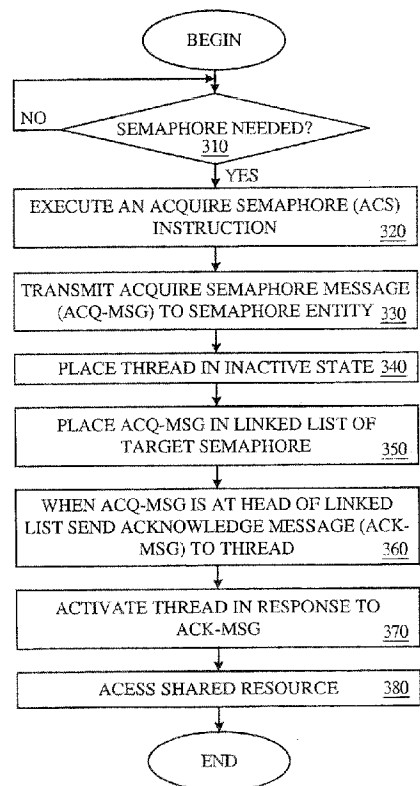 BEGIN
NO
SEMAPHORE NEEDED?
310
YES
EXECUTE AN ACQUIRE SEMAPHORE (ACS)
INSTRUCTION 320
TRANSMIT ACQUIRE SEMAPHORE MESSAGE
(ACQ-MSG) TO SEMAPHORE ENTITY 330
PLACE THREAD IN INACTIVE STATE 340
PLACE ACQ-MSG IN LINKED LIST OF
TARGET SEMAPHORE 350
WHEN ACQ-MSG IS AT HEAD OF LINKED
LIST SEND ACKNOWLEDGE MESSAGE (ACK-
MSG) TO THREAD 360
ACTIVATE THREAD IN RESPONSE TO
ACK-MSG 370
ACESS SHARED RESOURCE 380
END